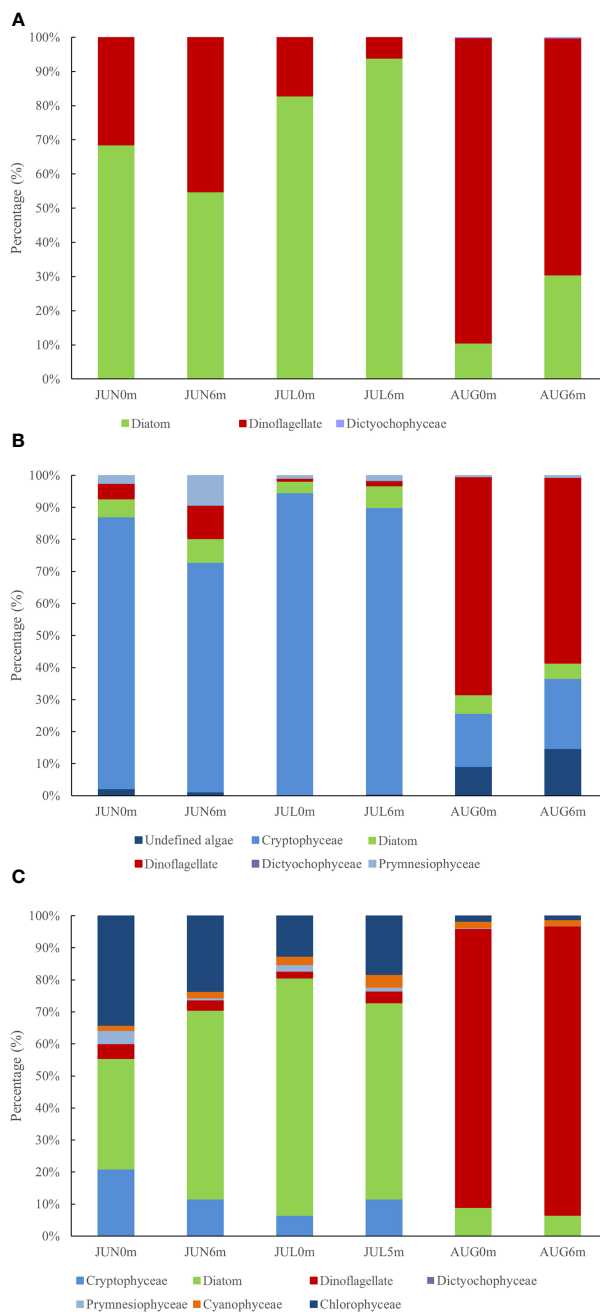 A
Percentage (%)
100%
90%
80%
70%
60%
50%
40%
30%
20%
10%
0%
JUN0m JUN6m JUL0m JUL6m AUG0m AUG6m
Diatom Dinoflagellate Dictyochophyceae
B
Percentage (%)
100%
90%
80%
70%
60%
50%
40%
30%
20%
10%
0%
JUN0m JUN6m JUL0m JUL6m AUG0m AUG6m
Undefined algae Cryptophyceae Diatom
Dinoflagellate Dictyochophyceae Prymnesiophyceae
C
Percentage (%)
100%
90%
80%
70%
60%
50%
40%
30%
20%
10%
0%
JUN0m JUN6m JUL0m JUL5m AUG0m AUG6m
Cryptophyceae Diatom Dinoflagellate Dictyochophyceae
Prymnesiophyceae Cyanophyceae Chlorophyceae